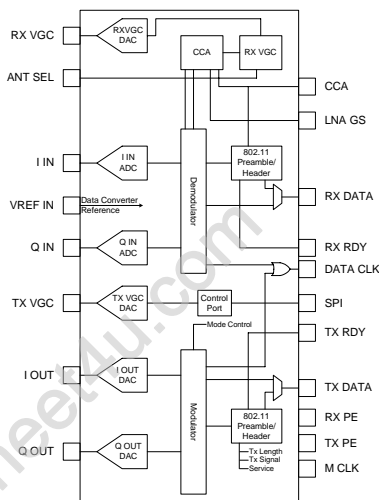 RX VGC
RXVGC
DAC
CCA
RX VGC
ANT SEL
CCA
LNA GS
I IN
I IN
ADC
Demodulator
802.11
Preamble/
Header
RX DATA
VREF IN
Data Converter
Reference
Q IN
Q IN
ADC
RX RDY
DATA CLK
TX VGC
TX VGC
DAC
Control
Port
SPI
Mode Control
TX RDY
I OUT
I OUT
DAC
Modulator
TX DATA
802.11
Preamble/
Header
RX PE
Q OUT
Q OUT
DAC
Tx Length
Tx Signal
Service
TX PE
M CLK
heet4u.com